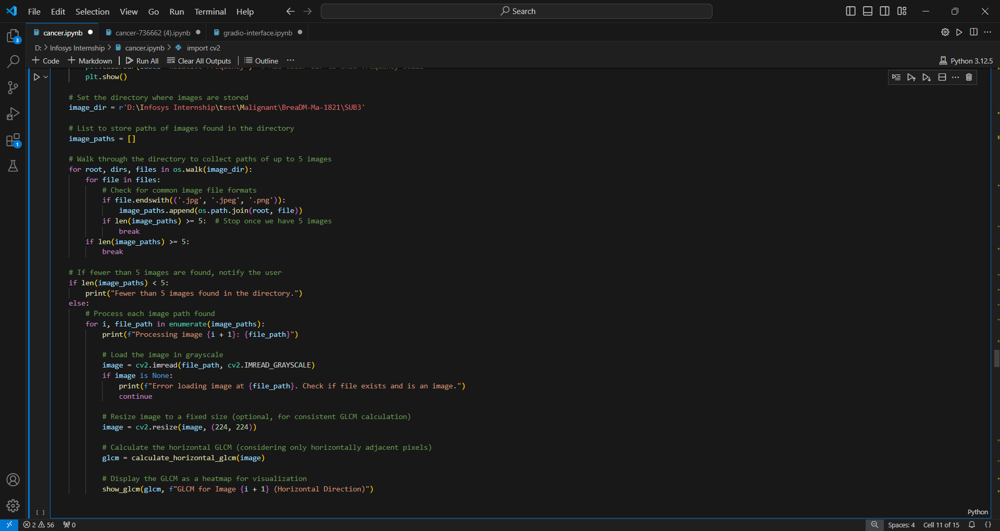 File Edit Selection View Go Run Terminal Help
Search
cancer.ipynb cancer-736662 (4).ipynb gradio-interface.ipynb
D: > Infosys Internship > cancer.ipynb > import cv2
+ Code + Markdown | Run All Clear All Outputs | Outline ...
Python 3.12.5
plt.show()
# Set the directory where images are stored
image_dir = r'D:\Infosys Internship\test\Malignant\BreaDM-Ma-1821\SUB3'
# List to store paths of images found in the directory
image_paths = []
# Walk through the directory to collect paths of up to 5 images
for root, dirs, files in os.walk(image_dir):
    for file in files:
        # Check for common image file formats
        if file.endswith(('.jpg', '.jpeg', '.png')):
            image_paths.append(os.path.join(root, file))
        if len(image_paths) >= 5:  # Stop once we have 5 images
            break
    if len(image_paths) >= 5:
        break
# If fewer than 5 images are found, notify the user
if len(image_paths) < 5:
    print("Fewer than 5 images found in the directory.")
else:
    # Process each image path found
    for i, file_path in enumerate(image_paths):
        print(f"Processing image {i + 1}: {file_path}")
        # Load the image in grayscale
        image = cv2.imread(file_path, cv2.IMREAD_GRAYSCALE)
        if image is None:
            print(f"Error loading image at {file_path}. Check if file exists and is an image.")
            continue
        # Resize image to a fixed size (optional, for consistent GLCM calculation)
        image = cv2.resize(image, (224, 224))
        # Calculate the horizontal GLCM (considering only horizontally adjacent pixels)
        glcm = calculate_horizontal_glcm(image)
        # Display the GLCM as a heatmap for visualization
        show_glcm(glcm, f"GLCM for Image {i + 1} (Horizontal Direction)")
[ ]
Python
3
1
2 56 0
Spaces: 4 Cell 11 of 15 {}